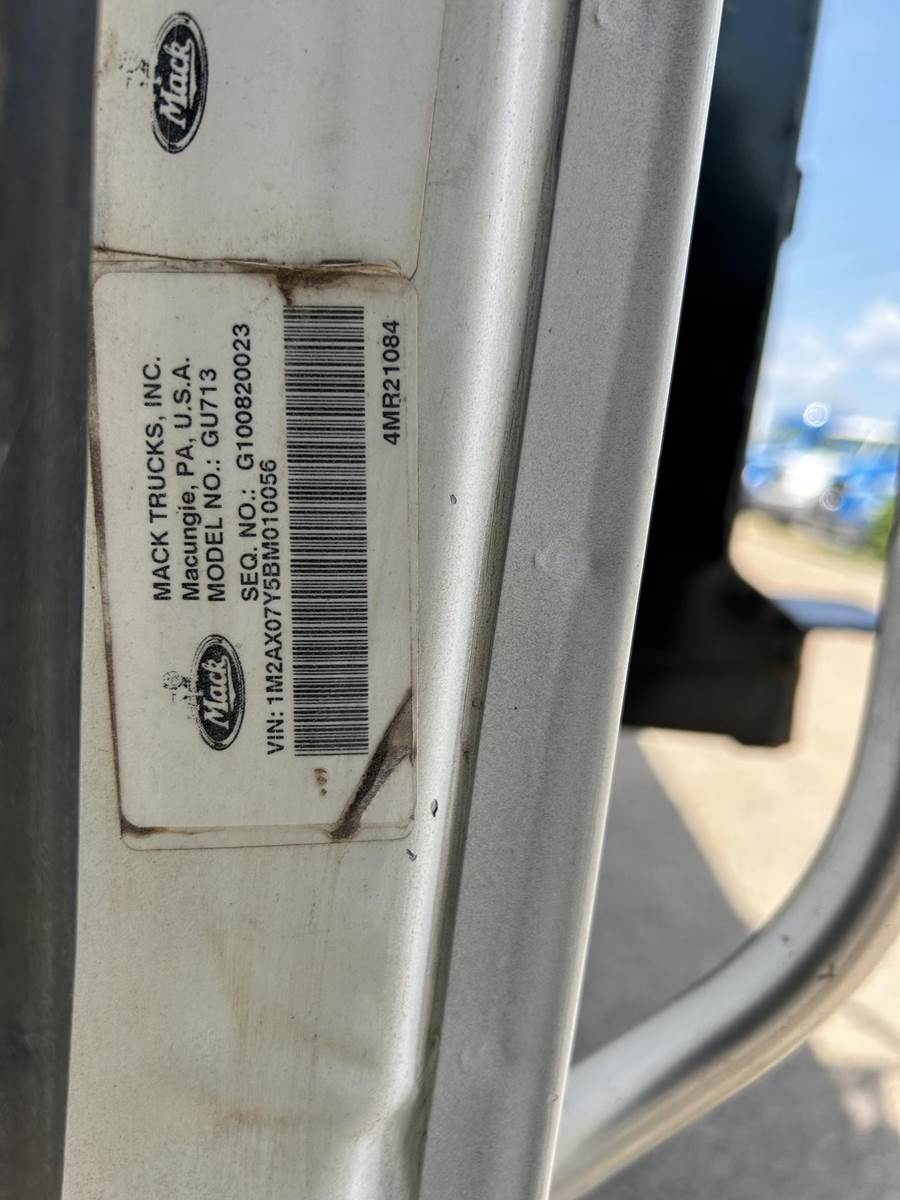 Mack
MACK TRUCKS, INC.
Macungie, PA, U.S.A.
MODEL NO.: GU713
SEQ. NO.: G100820023
Mack
VIN: 1M2AX07Y5BM010056
4MR21084